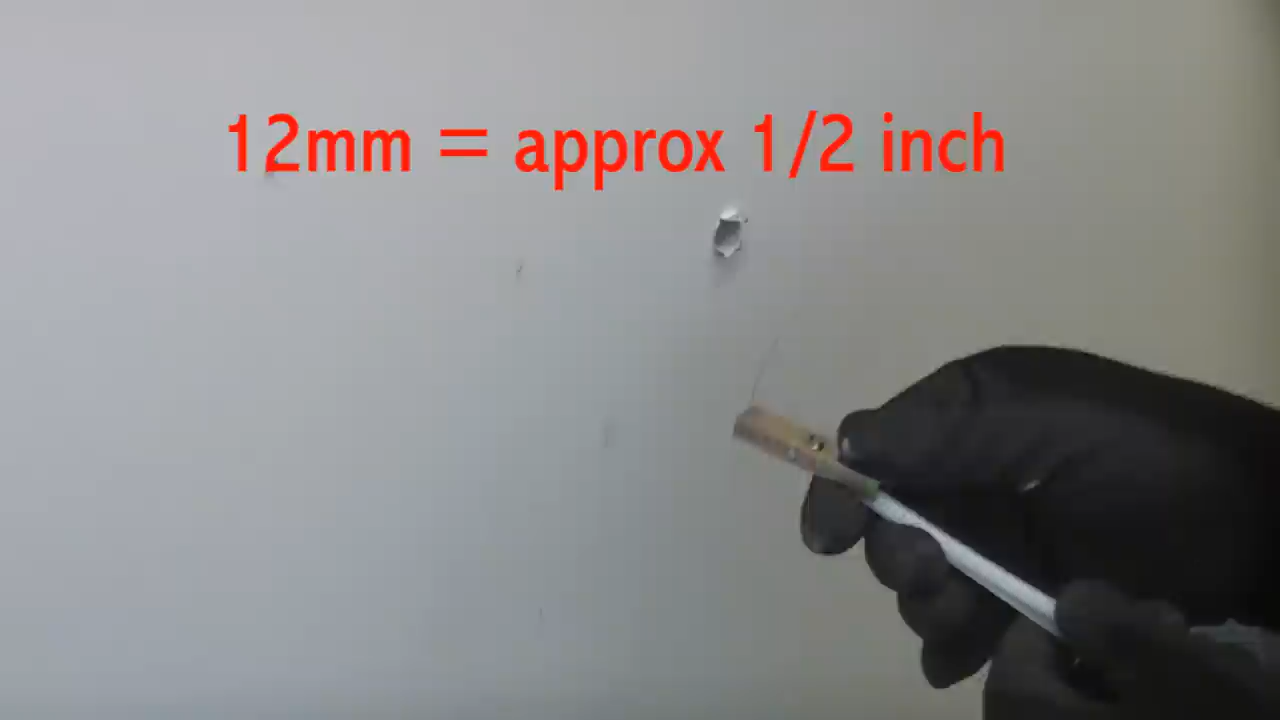 12mm = approx 1/2 inch